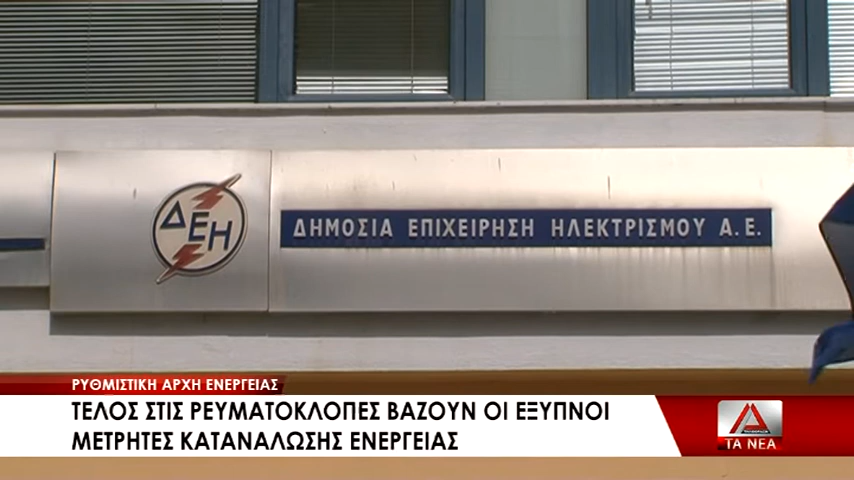 ΔΕΗ
ΔΗΜΟΣΙΑ ΕΠΙΧΕΙΡΗΣΗ ΗΛΕΚΤΡΙΣΜΟΥ Α.Ε.
ΡΥΘΜΙΣΤΙΚΗ ΑΡΧΗ ΕΝΕΡΓΕΙΑΣ
ΤΕΛΟΣ ΣΤΙΣ ΡΕΥΜΑΤΟΚΛΟΠΕΣ ΒΑΖΟΥΝ ΟΙ ΕΞΥΠΝΟΙ
ΜΕΤΡΗΤΕΣ ΚΑΤΑΝΑΛΩΣΗΣ ΕΝΕΡΓΕΙΑΣ
ΤΑ ΝΕΑ